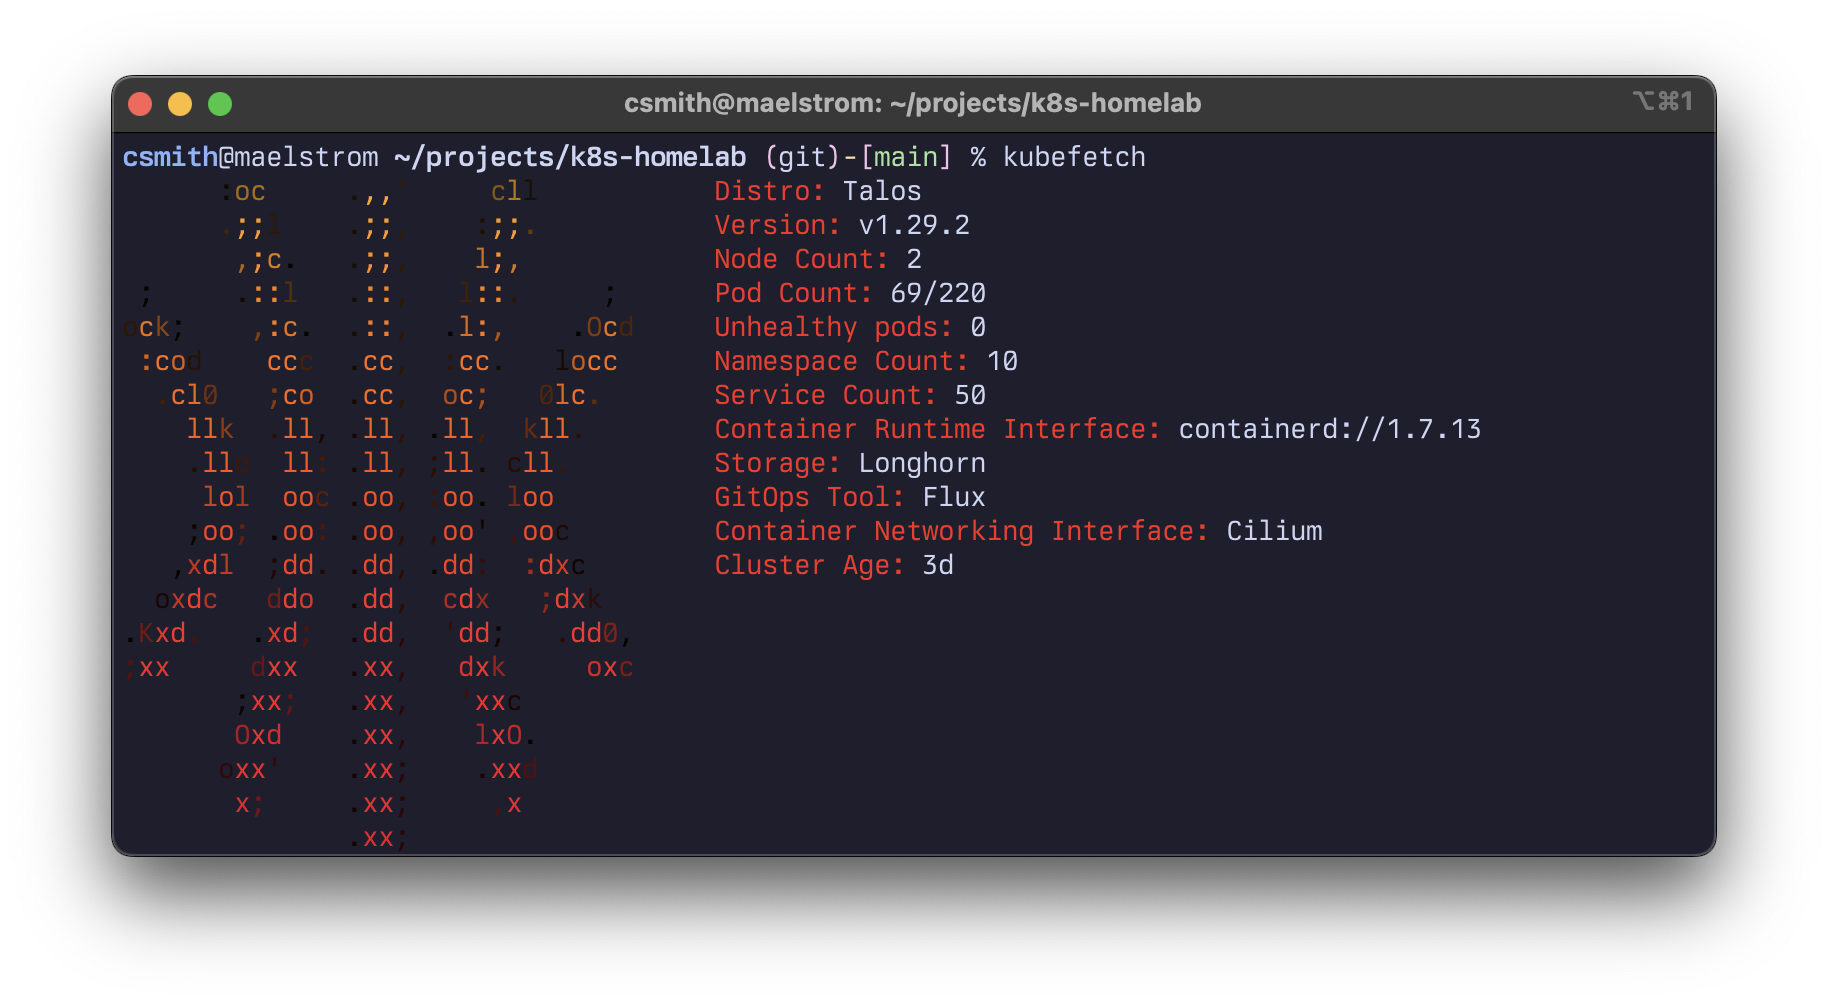 csmith@maelstrom: ~/projects/k8s-homelab
⌥⌘1
csmith@maelstrom ~/projects/k8s-homelab (git)-[main] % kubefetch
Distro: Talos
Version: v1.29.2
Node Count: 2
Pod Count: 69/220
Unhealthy pods: 0
Namespace Count: 10
Service Count: 50
Container Runtime Interface: containerd://1.7.13
Storage: Longhorn
GitOps Tool: Flux
Container Networking Interface: Cilium
Cluster Age: 3d